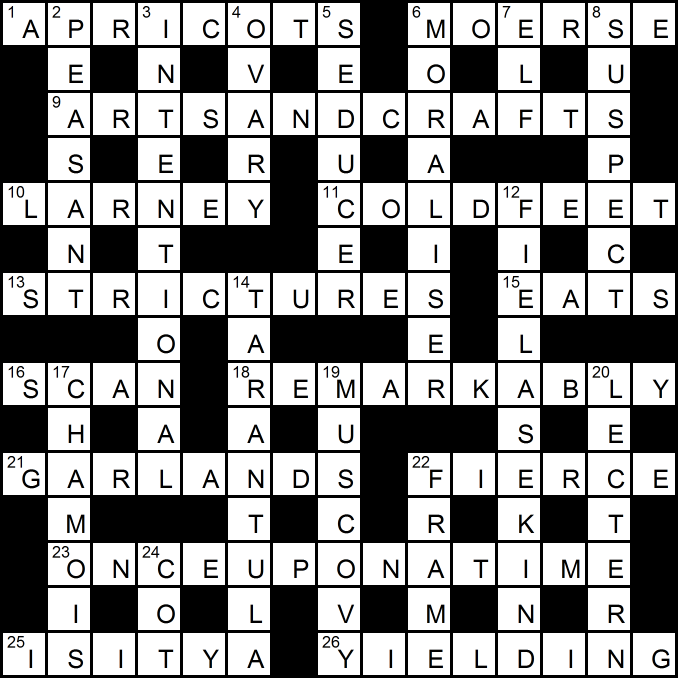 1 A 2 P R 3 I C 4 O T 5 S 6 M O 7 E R 8 S E
E N V E O L U
9 A R T S A N D C R A F T S
S E R U A P
10 L A R N E Y 11 C O L D 12 F E E T
N T E I I C
13 S T R I C 14 T U R E S 15 E A T S
O A E L
16 S 17 C A N 18 R E 19 M A R K A B 20 L Y
H A A U S E
21 G A R L A N D S 22 F I E R C E
M T C R K T
23 O N 24 C E U P O N A T I M E
I O L V M N R
25 I S I T Y A 26 Y I E L D I N G